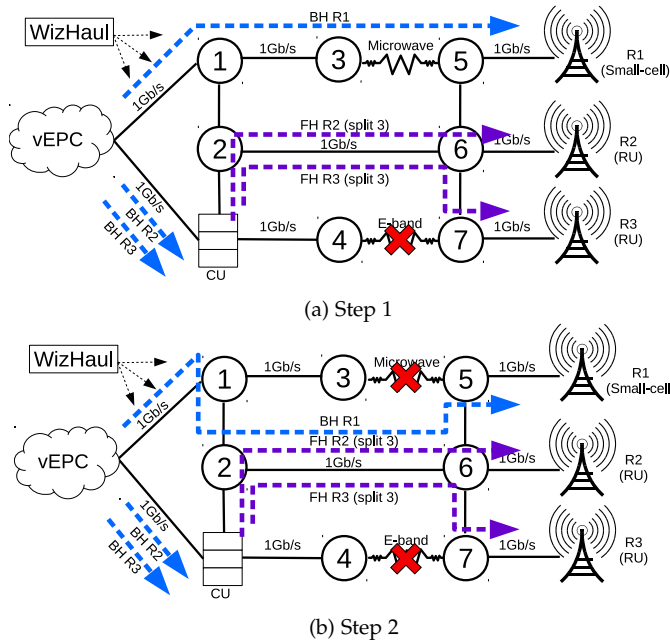 BH R1
WizHaul
1Gb/s
Microwave
1Gb/s
R1
(Small-cell)
1
3
5
1Gb/s
vEPC
FH R2 (split 3)
1Gb/s
1Gb/s
R2
(RU)
2
6
FH R3 (split 3)
1Gb/s
BH R2
BH R3
1Gb/s
E-band
1Gb/s
R3
(RU)
4
7
CU
(a) Step 1
WizHaul
1Gb/s
Microwave
1Gb/s
R1
(Small-cell)
1
3
5
1Gb/s
BH R1
vEPC
FH R2 (split 3)
1Gb/s
1Gb/s
R2
(RU)
2
6
FH R3 (split 3)
1Gb/s
BH R2
BH R3
1Gb/s
E-band
1Gb/s
R3
(RU)
4
7
CU
(b) Step 2